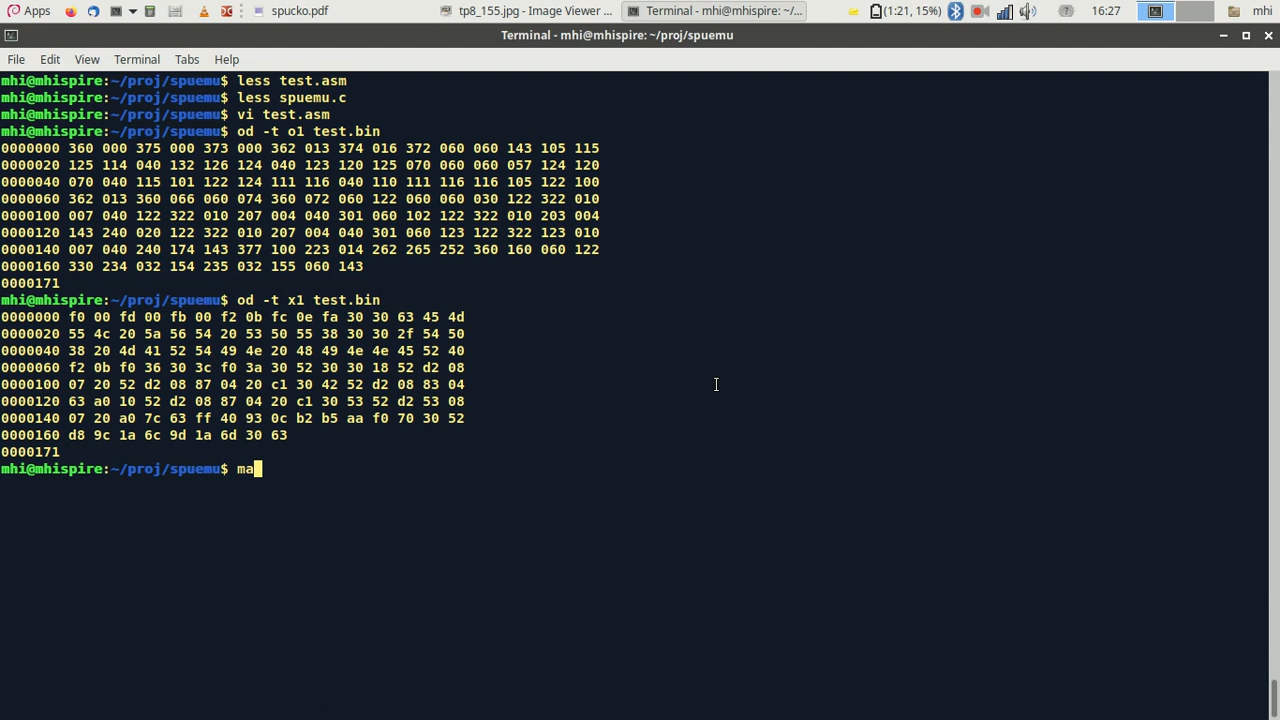 Apps spucko.pdf tp8_155.jpg - Image Viewer ... Terminal - mhi@mhispire: ~/... (1:21, 15%) 16:27 mhi
Terminal - mhi@mhispire: ~/proj/spuemu
File Edit View Terminal Tabs Help
mhi@mhispire:~/proj/spuemu$ less test.asm
mhi@mhispire:~/proj/spuemu$ less spuemu.c
mhi@mhispire:~/proj/spuemu$ vi test.asm
mhi@mhispire:~/proj/spuemu$ od -t o1 test.bin
0000000 360 000 375 000 373 000 362 013 374 016 372 060 060 143 105 115
0000020 125 114 040 132 126 124 040 123 120 125 070 060 060 057 124 120
0000040 070 040 115 101 122 124 111 116 040 110 111 116 116 105 122 100
0000060 362 013 360 066 060 074 360 072 060 122 060 060 030 122 322 010
0000100 007 040 122 322 010 207 004 040 301 060 102 122 322 010 203 004
0000120 143 240 020 122 322 010 207 004 040 301 060 123 122 322 123 010
0000140 007 040 240 174 143 377 100 223 014 262 265 252 360 160 060 122
0000160 330 234 032 154 235 032 155 060 143
0000171
mhi@mhispire:~/proj/spuemu$ od -t x1 test.bin
0000000 f0 00 fd 00 fb 00 f2 0b fc 0e fa 30 30 63 45 4d
0000020 55 4c 20 5a 56 54 20 53 50 55 38 30 30 2f 54 50
0000040 38 20 4d 41 52 54 49 4e 20 48 49 4e 4e 45 52 40
0000060 f2 0b f0 36 30 3c f0 3a 30 52 30 30 18 52 d2 08
0000100 07 20 52 d2 08 87 04 20 c1 30 42 52 d2 08 83 04
0000120 63 a0 10 52 d2 08 87 04 20 c1 30 53 52 d2 53 08
0000140 07 20 a0 7c 63 ff 40 93 0c b2 b5 aa f0 70 30 52
0000160 d8 9c 1a 6c 9d 1a 6d 30 63
0000171
mhi@mhispire:~/proj/spuemu$ ma